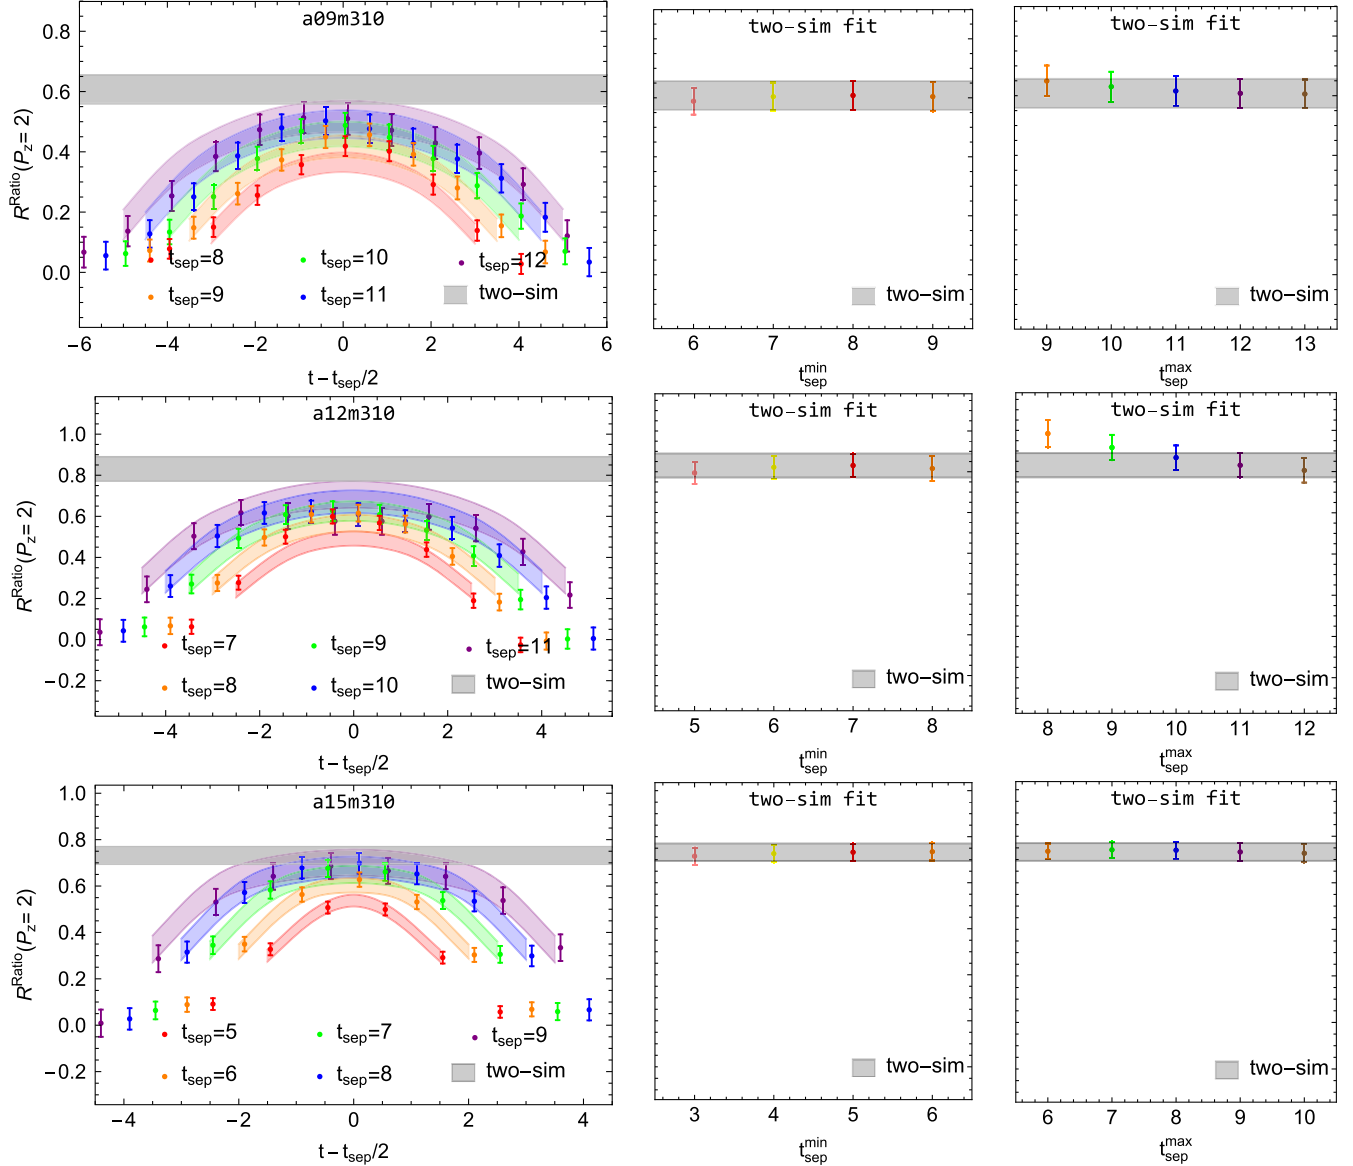 a09m310
R^Ratio(P_z= 2)
0.8
0.6
0.4
0.2
0.0
t_sep=8
t_sep=10
t_sep=12
t_sep=9
t_sep=11
two-sim
−6 −4 −2 0 2 4 6
t − t_sep/2
two-sim fit
two-sim
6 7 8 9
t_sep^min
two-sim fit
two-sim
9 10 11 12 13
t_sep^max
a12m310
R^Ratio(P_z= 2)
1.0
0.8
0.6
0.4
0.2
0.0
−0.2
t_sep=7
t_sep=9
t_sep=11
t_sep=8
t_sep=10
two-sim
−4 −2 0 2 4
t − t_sep/2
two-sim fit
two-sim
5 6 7 8
t_sep^min
two-sim fit
two-sim
8 9 10 11 12
t_sep^max
a15m310
R^Ratio(P_z= 2)
1.0
0.8
0.6
0.4
0.2
0.0
−0.2
t_sep=5
t_sep=7
t_sep=9
t_sep=6
t_sep=8
two-sim
−4 −2 0 2 4
t − t_sep/2
two-sim fit
two-sim
3 4 5 6
t_sep^min
two-sim fit
two-sim
6 7 8 9 10
t_sep^max